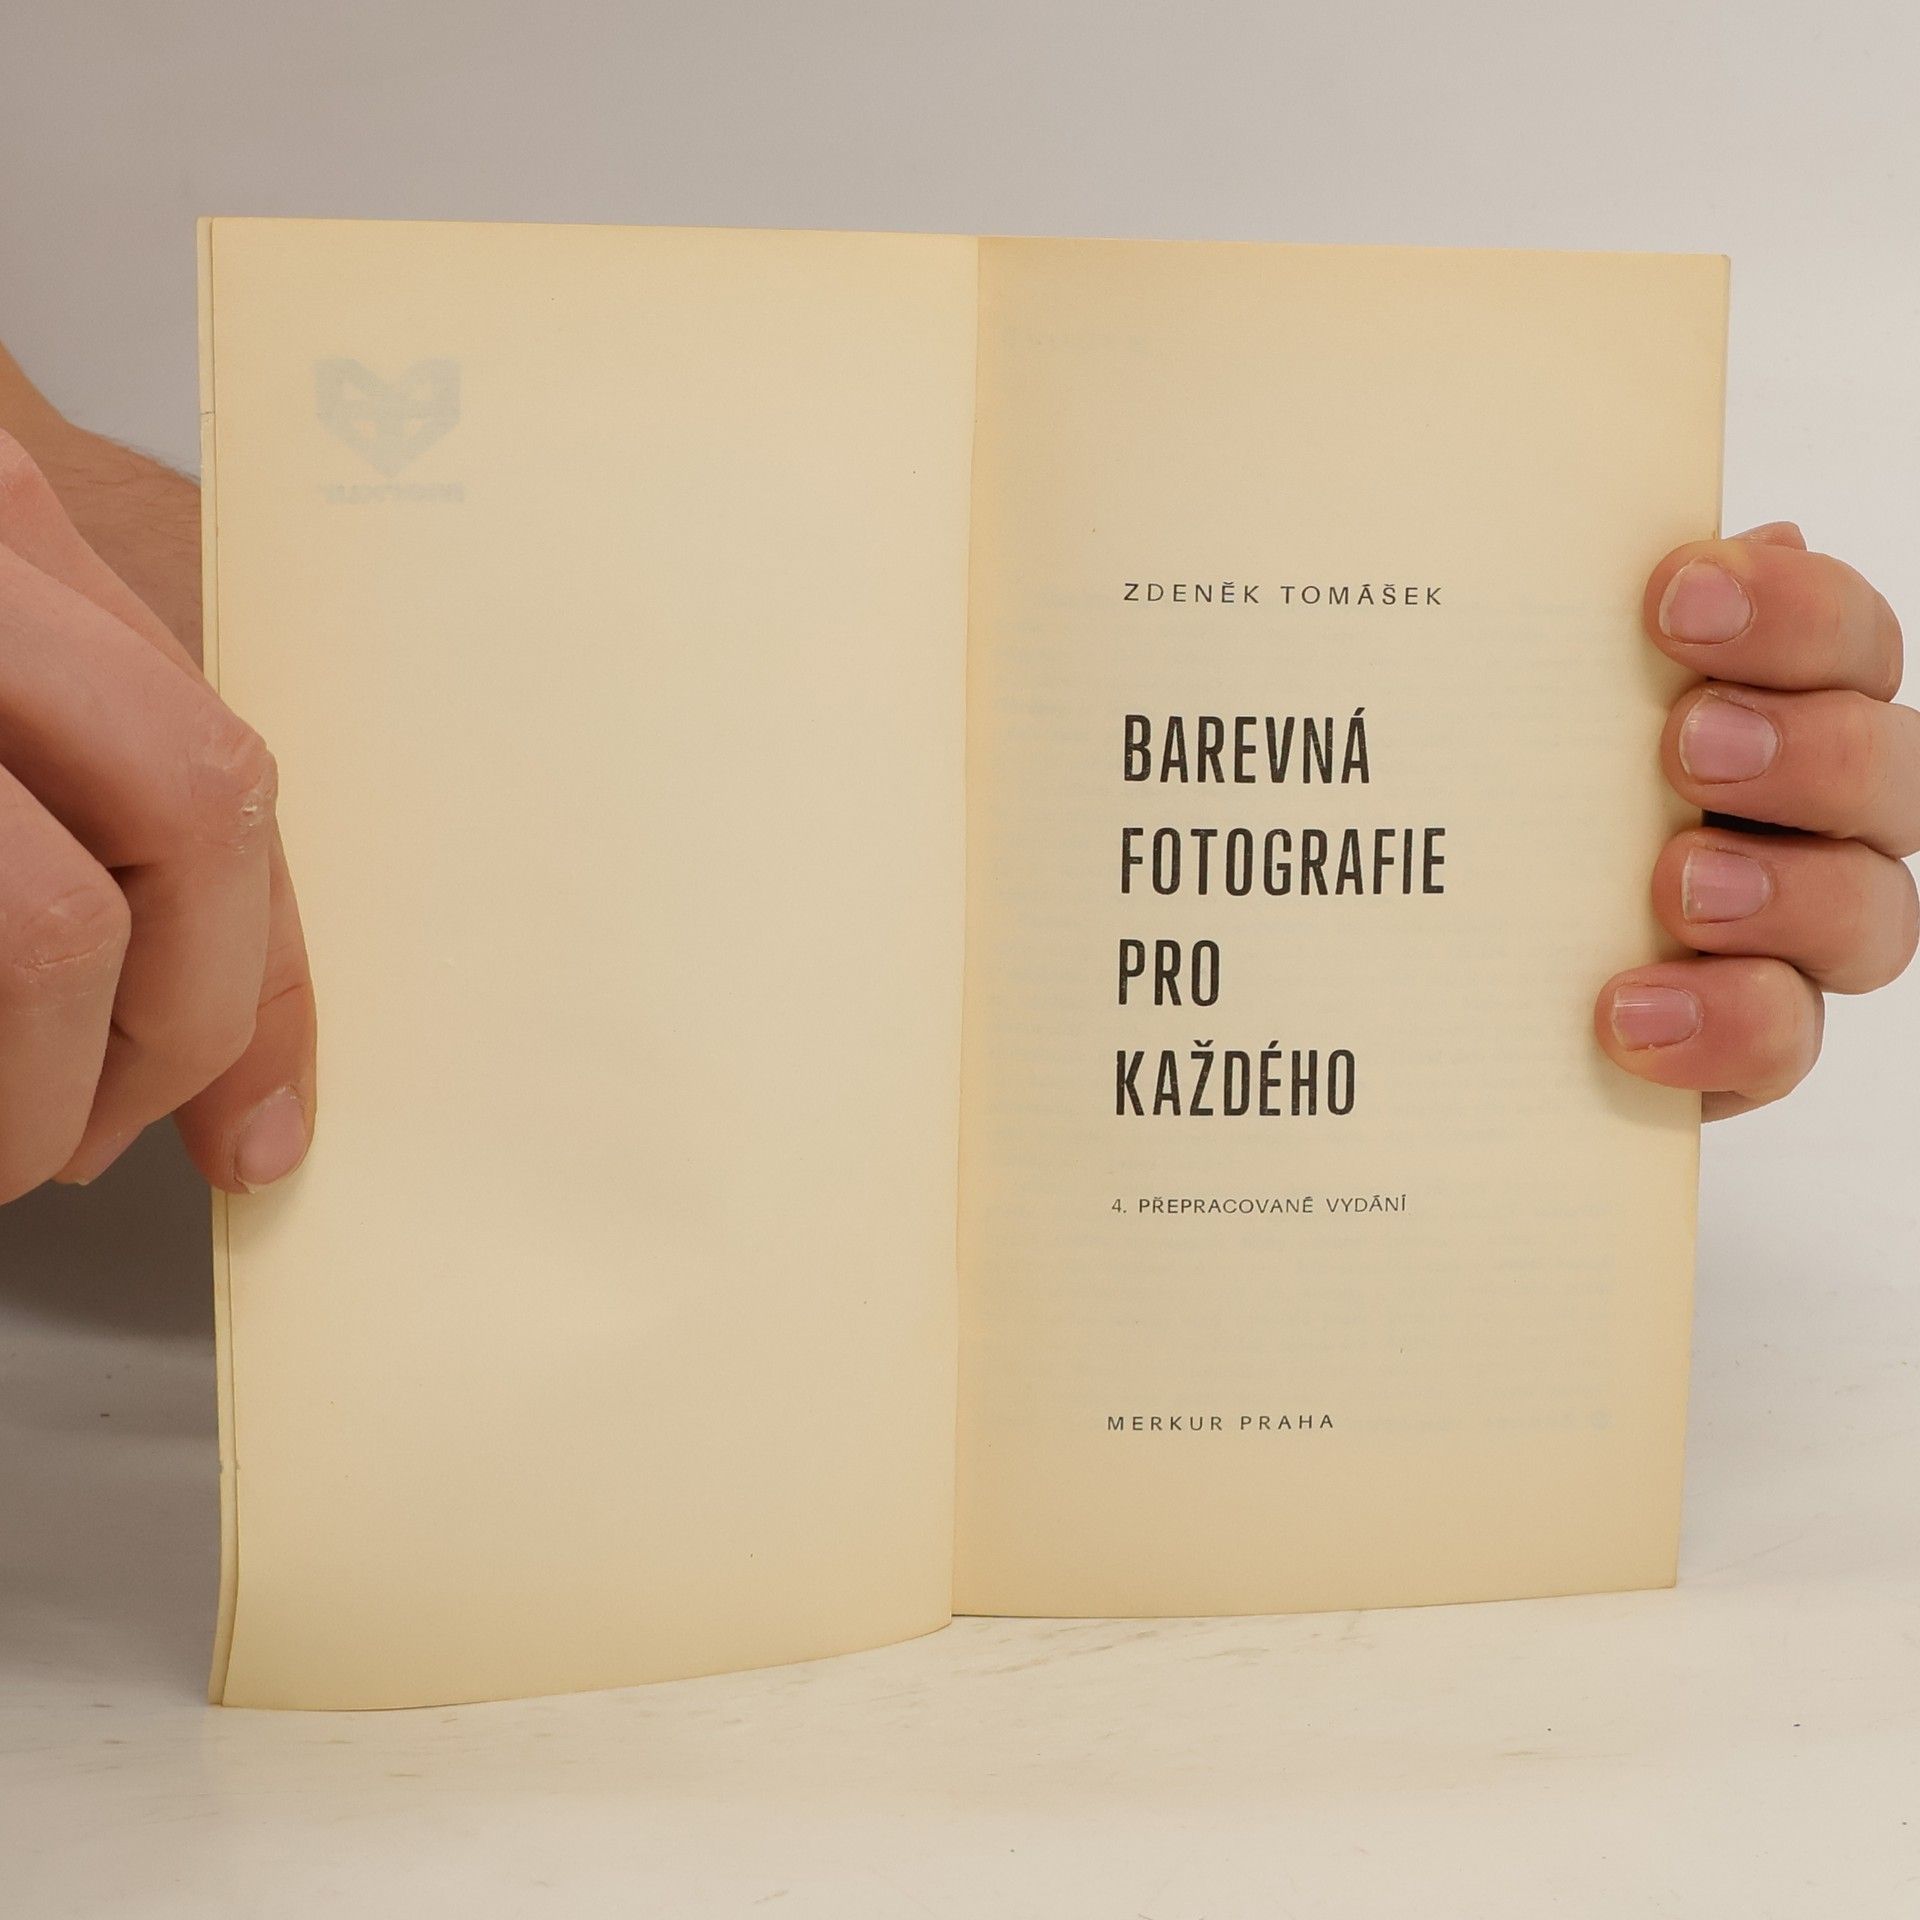 ZDENĚK TOMÁŠEK
BAREVNÁ
FOTOGRAFIE
PRO
KAŽDÉHO
4. PŘEPRACOVANÉ VYDÁNÍ
MERKUR PRAHA